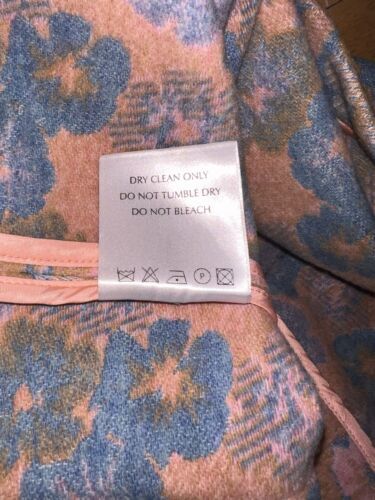 DRY CLEAN ONLY
DO NOT TUMBLE DRY
DO NOT BLEACH
P